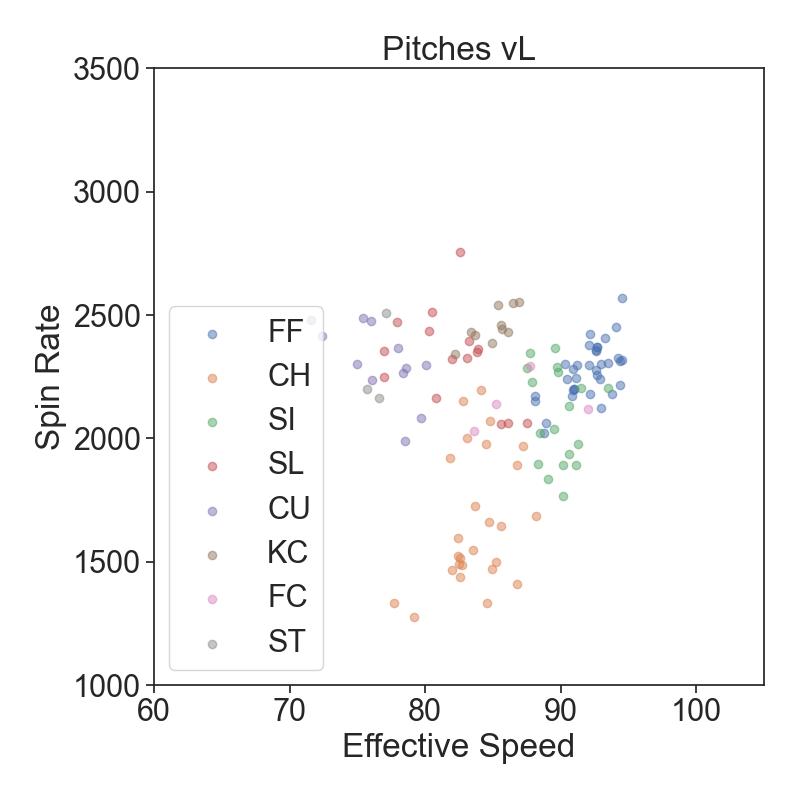 Pitches vL
3500
3000
2500
2000
1500
1000
Spin Rate
FF
CH
SI
SL
CU
KC
FC
ST
60 70 80 90 100
Effective Speed